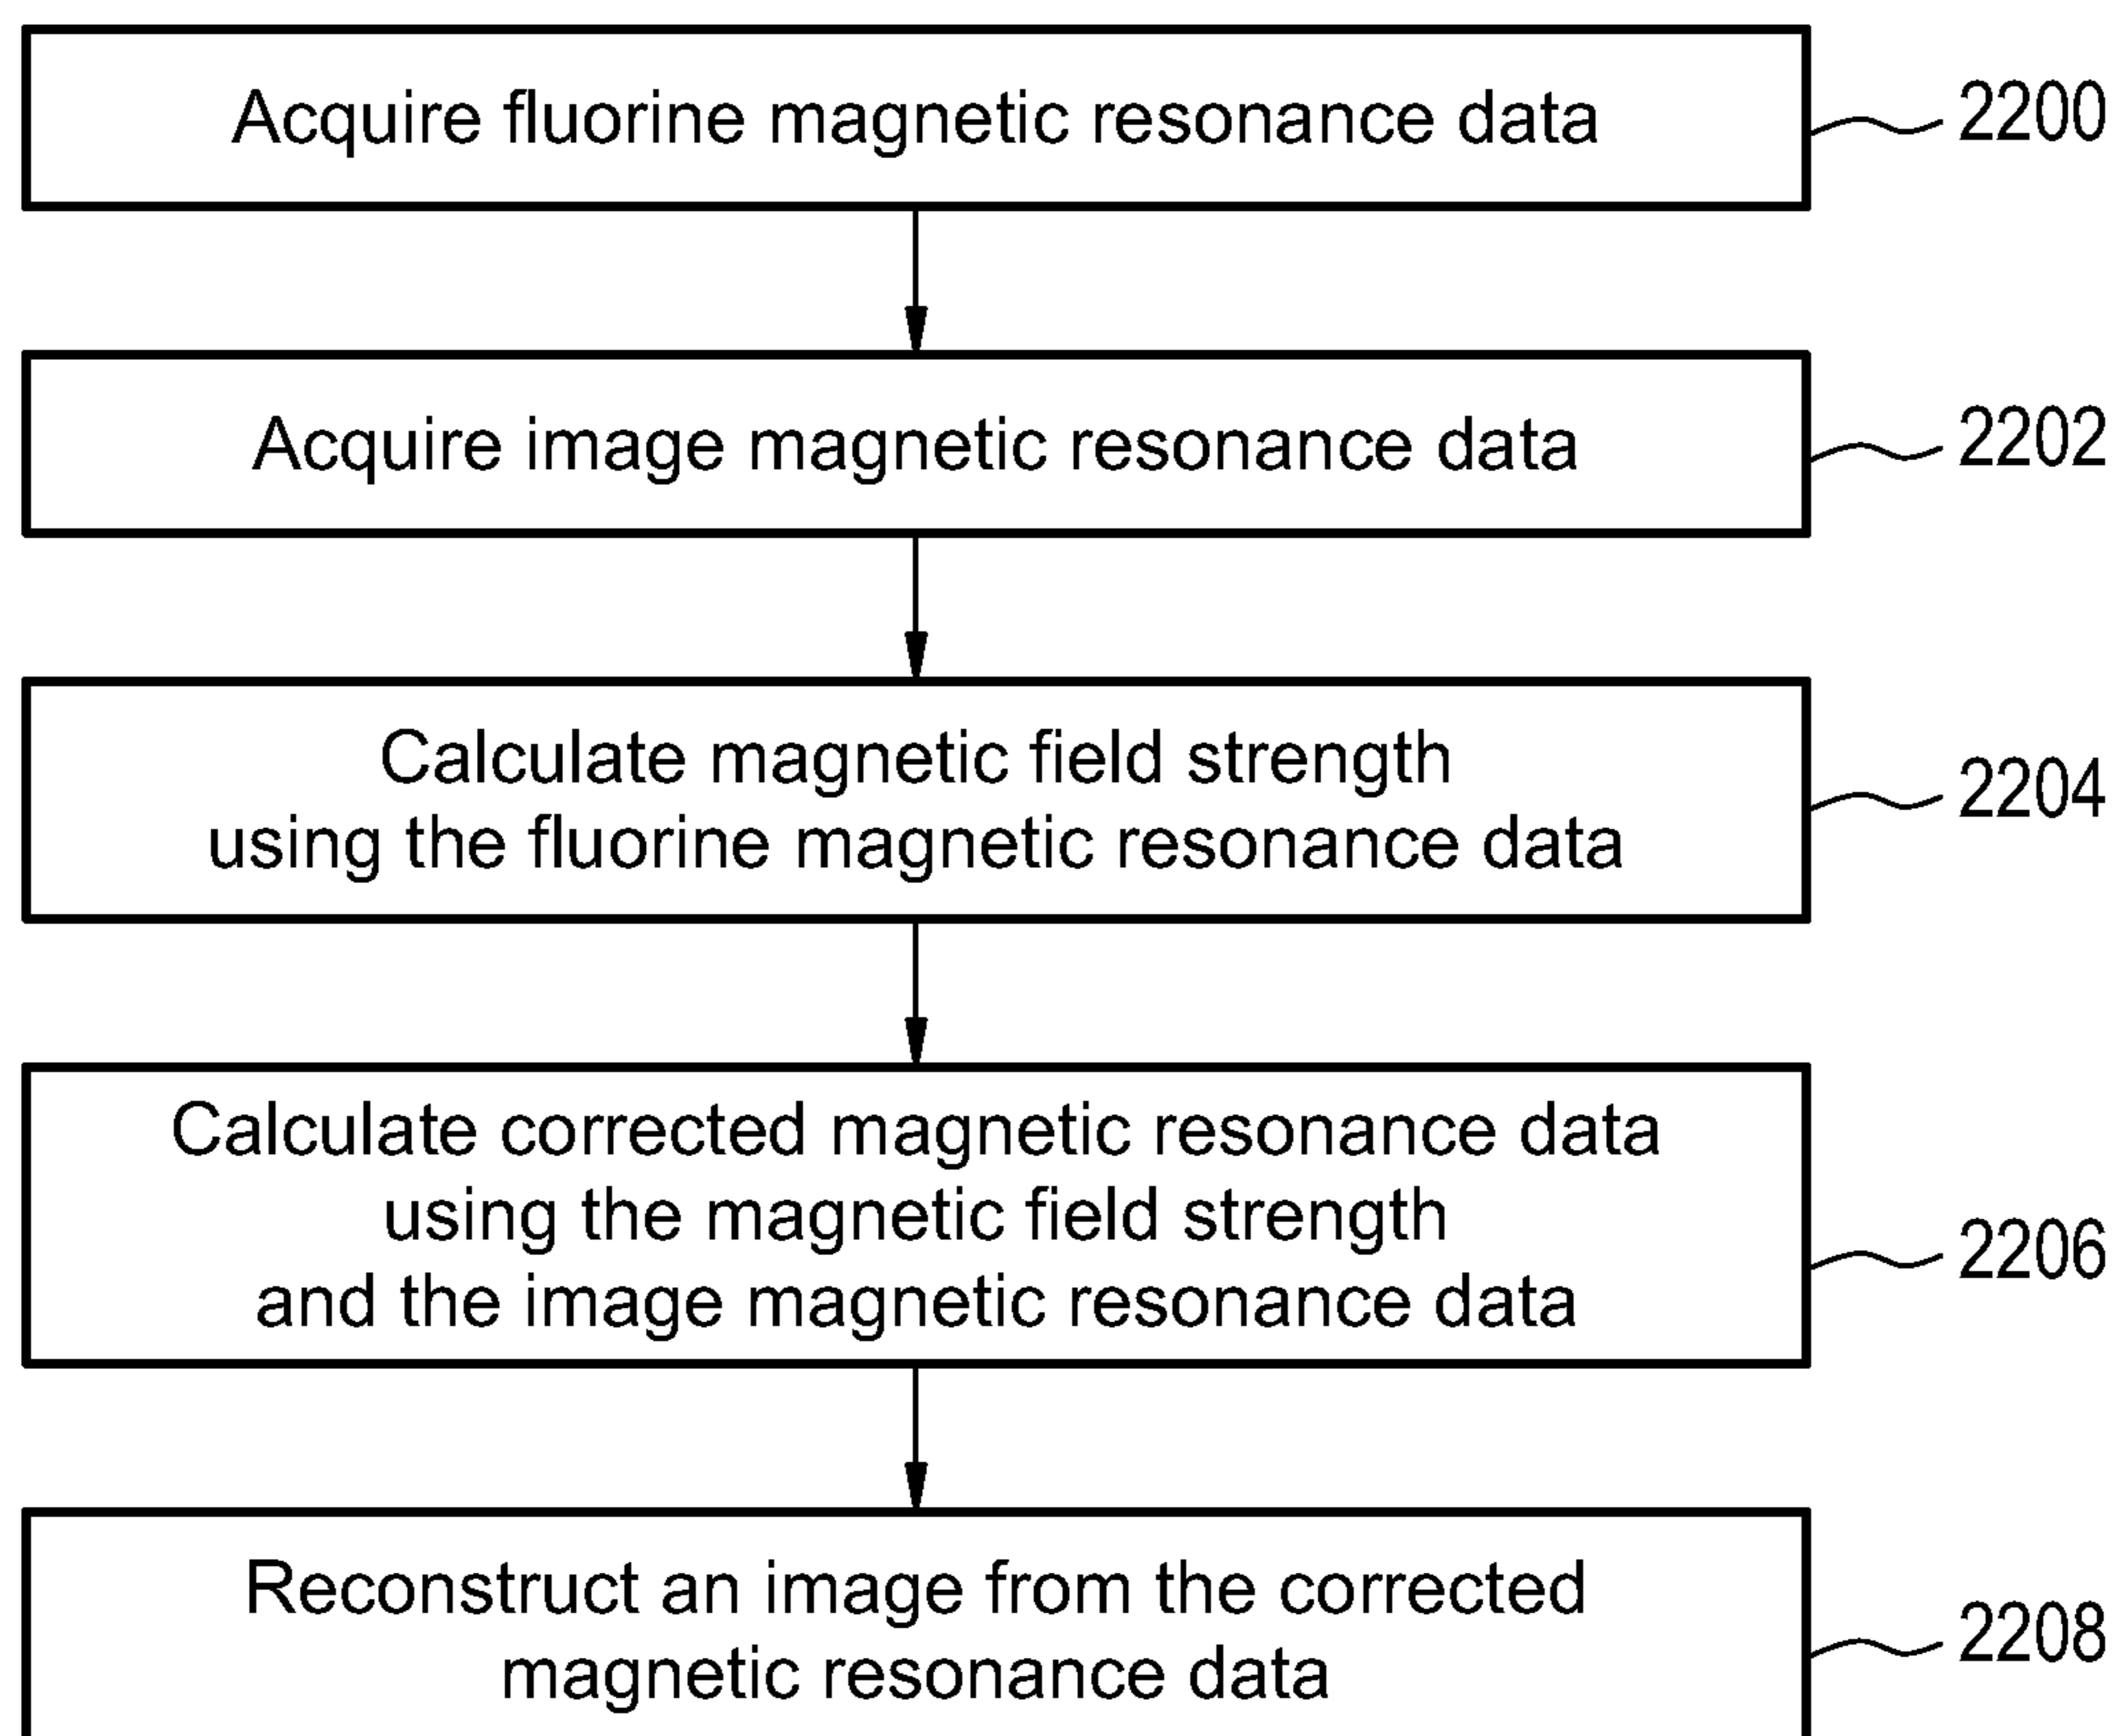 Acquire fluorine magnetic resonance data
2200
Acquire image magnetic resonance data
2202
Calculate magnetic field strength
using the fluorine magnetic resonance data
2204
Calculate corrected magnetic resonance data
using the magnetic field strength
and the image magnetic resonance data
2206
Reconstruct an image from the corrected
magnetic resonance data
2208